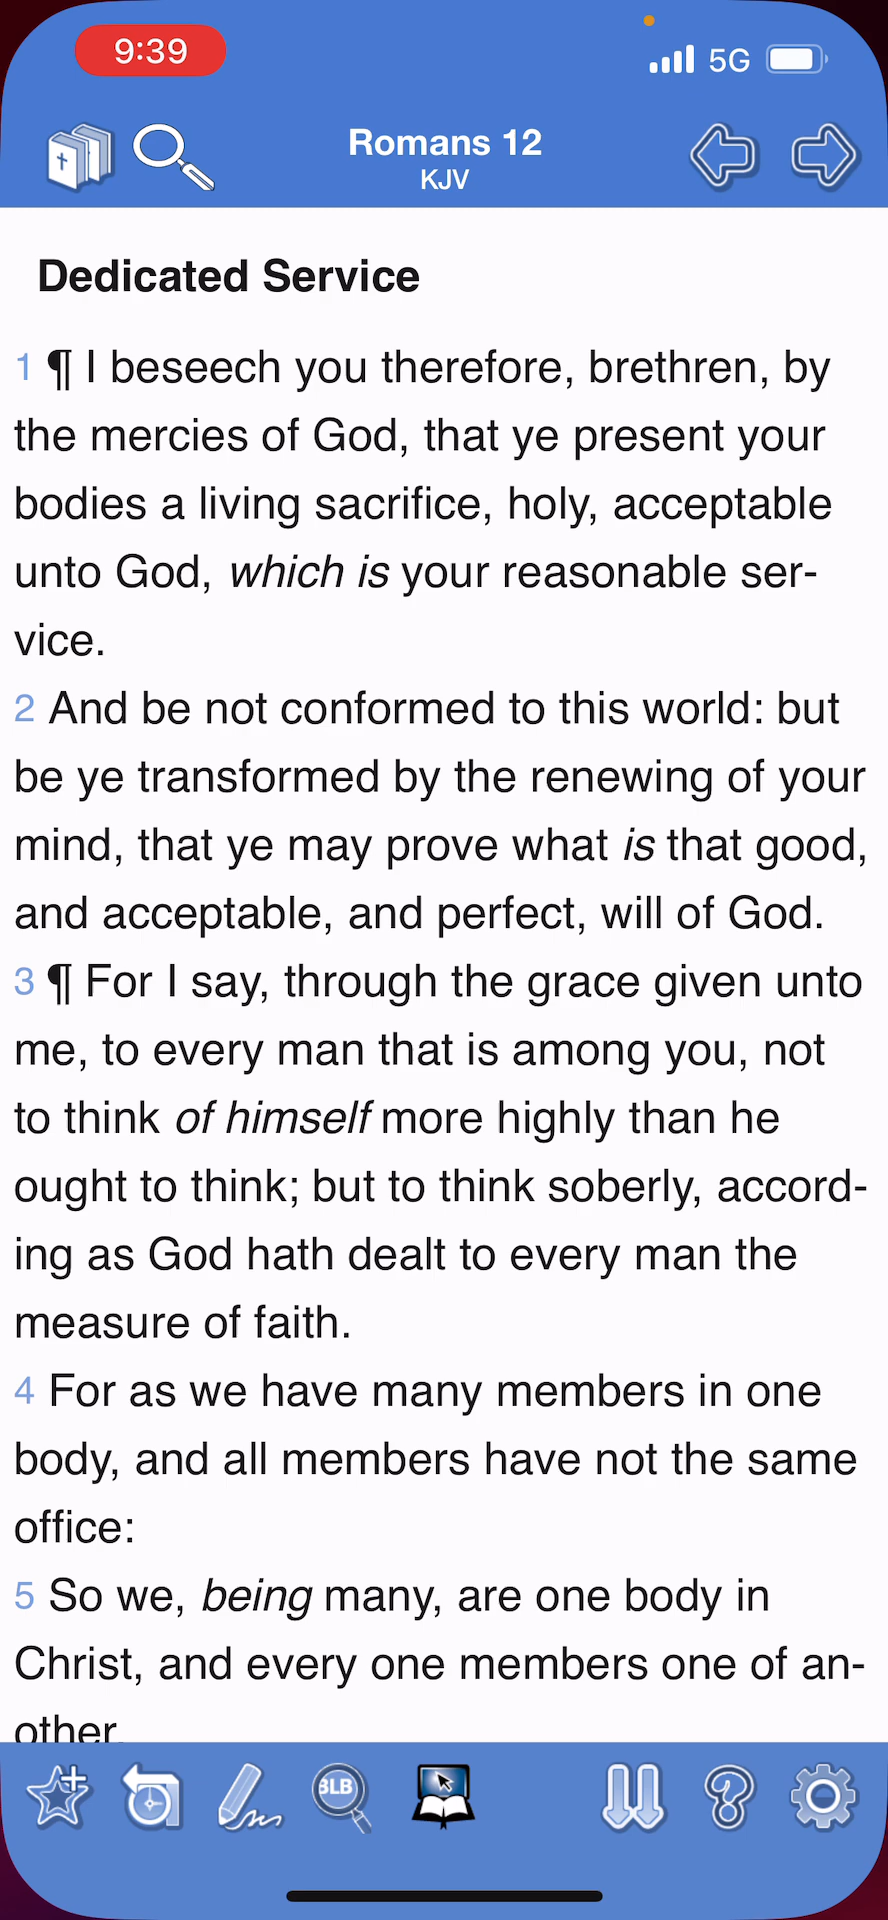 9:39
5G
Romans 12
KJV
Dedicated Service
1 ¶ I beseech you therefore, brethren, by
the mercies of God, that ye present your
bodies a living sacrifice, holy, acceptable
unto God, which is your reasonable ser-
vice.
2 And be not conformed to this world: but
be ye transformed by the renewing of your
mind, that ye may prove what is that good,
and acceptable, and perfect, will of God.
3 ¶ For I say, through the grace given unto
me, to every man that is among you, not
to think of himself more highly than he
ought to think; but to think soberly, accord-
ing as God hath dealt to every man the
measure of faith.
4 For as we have many members in one
body, and all members have not the same
office:
5 So we, being many, are one body in
Christ, and every one members one of an-
other.
BLB